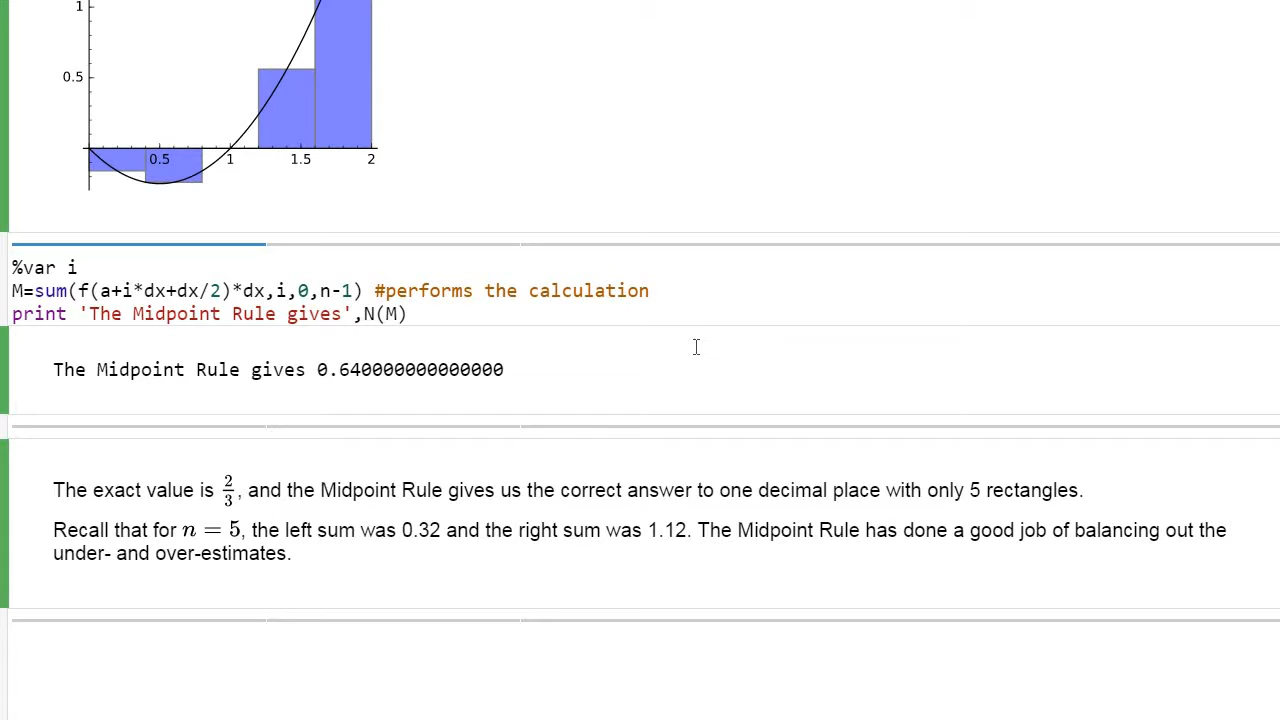 1
0.5
0.5 1 1.5 2
%var i
M=sum(f(a+i*dx+dx/2)*dx,i,0,n-1) #performs the calculation
print 'The Midpoint Rule gives',N(M)
The Midpoint Rule gives 0.640000000000000
The exact value is 2/3, and the Midpoint Rule gives us the correct answer to one decimal place with only 5 rectangles.
Recall that for n = 5, the left sum was 0.32 and the right sum was 1.12. The Midpoint Rule has done a good job of balancing out the
under- and over-estimates.